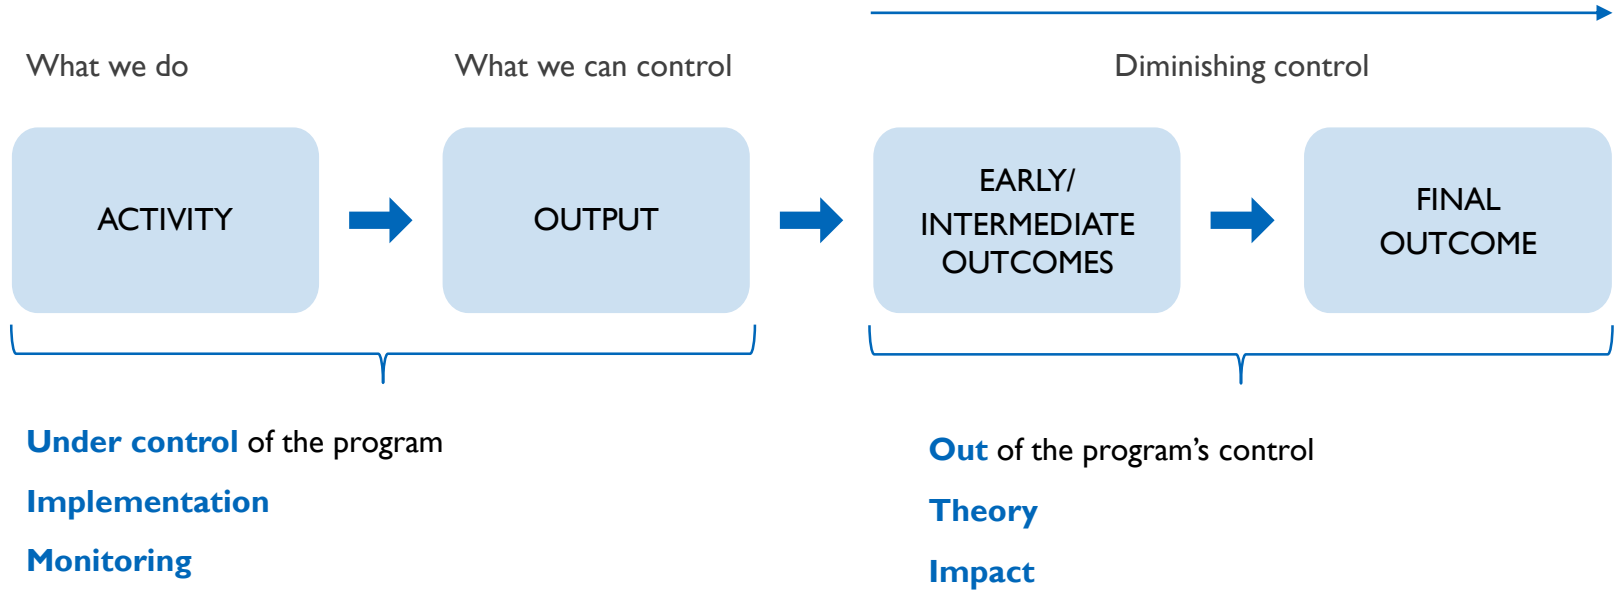 What we do
What we can control
Diminishing control
ACTIVITY
OUTPUT
EARLY/
INTERMEDIATE
OUTCOMES
FINAL
OUTCOME
Under control of the program
Implementation
Monitoring
Out of the program's control
Theory
Impact